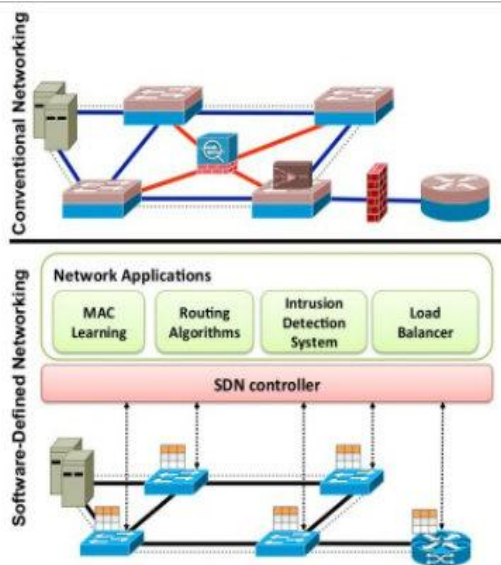 Conventional Networking
Software-Defined Networking
Network Applications
MAC
Learning
Routing
Algorithms
Intrusion
Detection
System
Load
Balancer
SDN controller